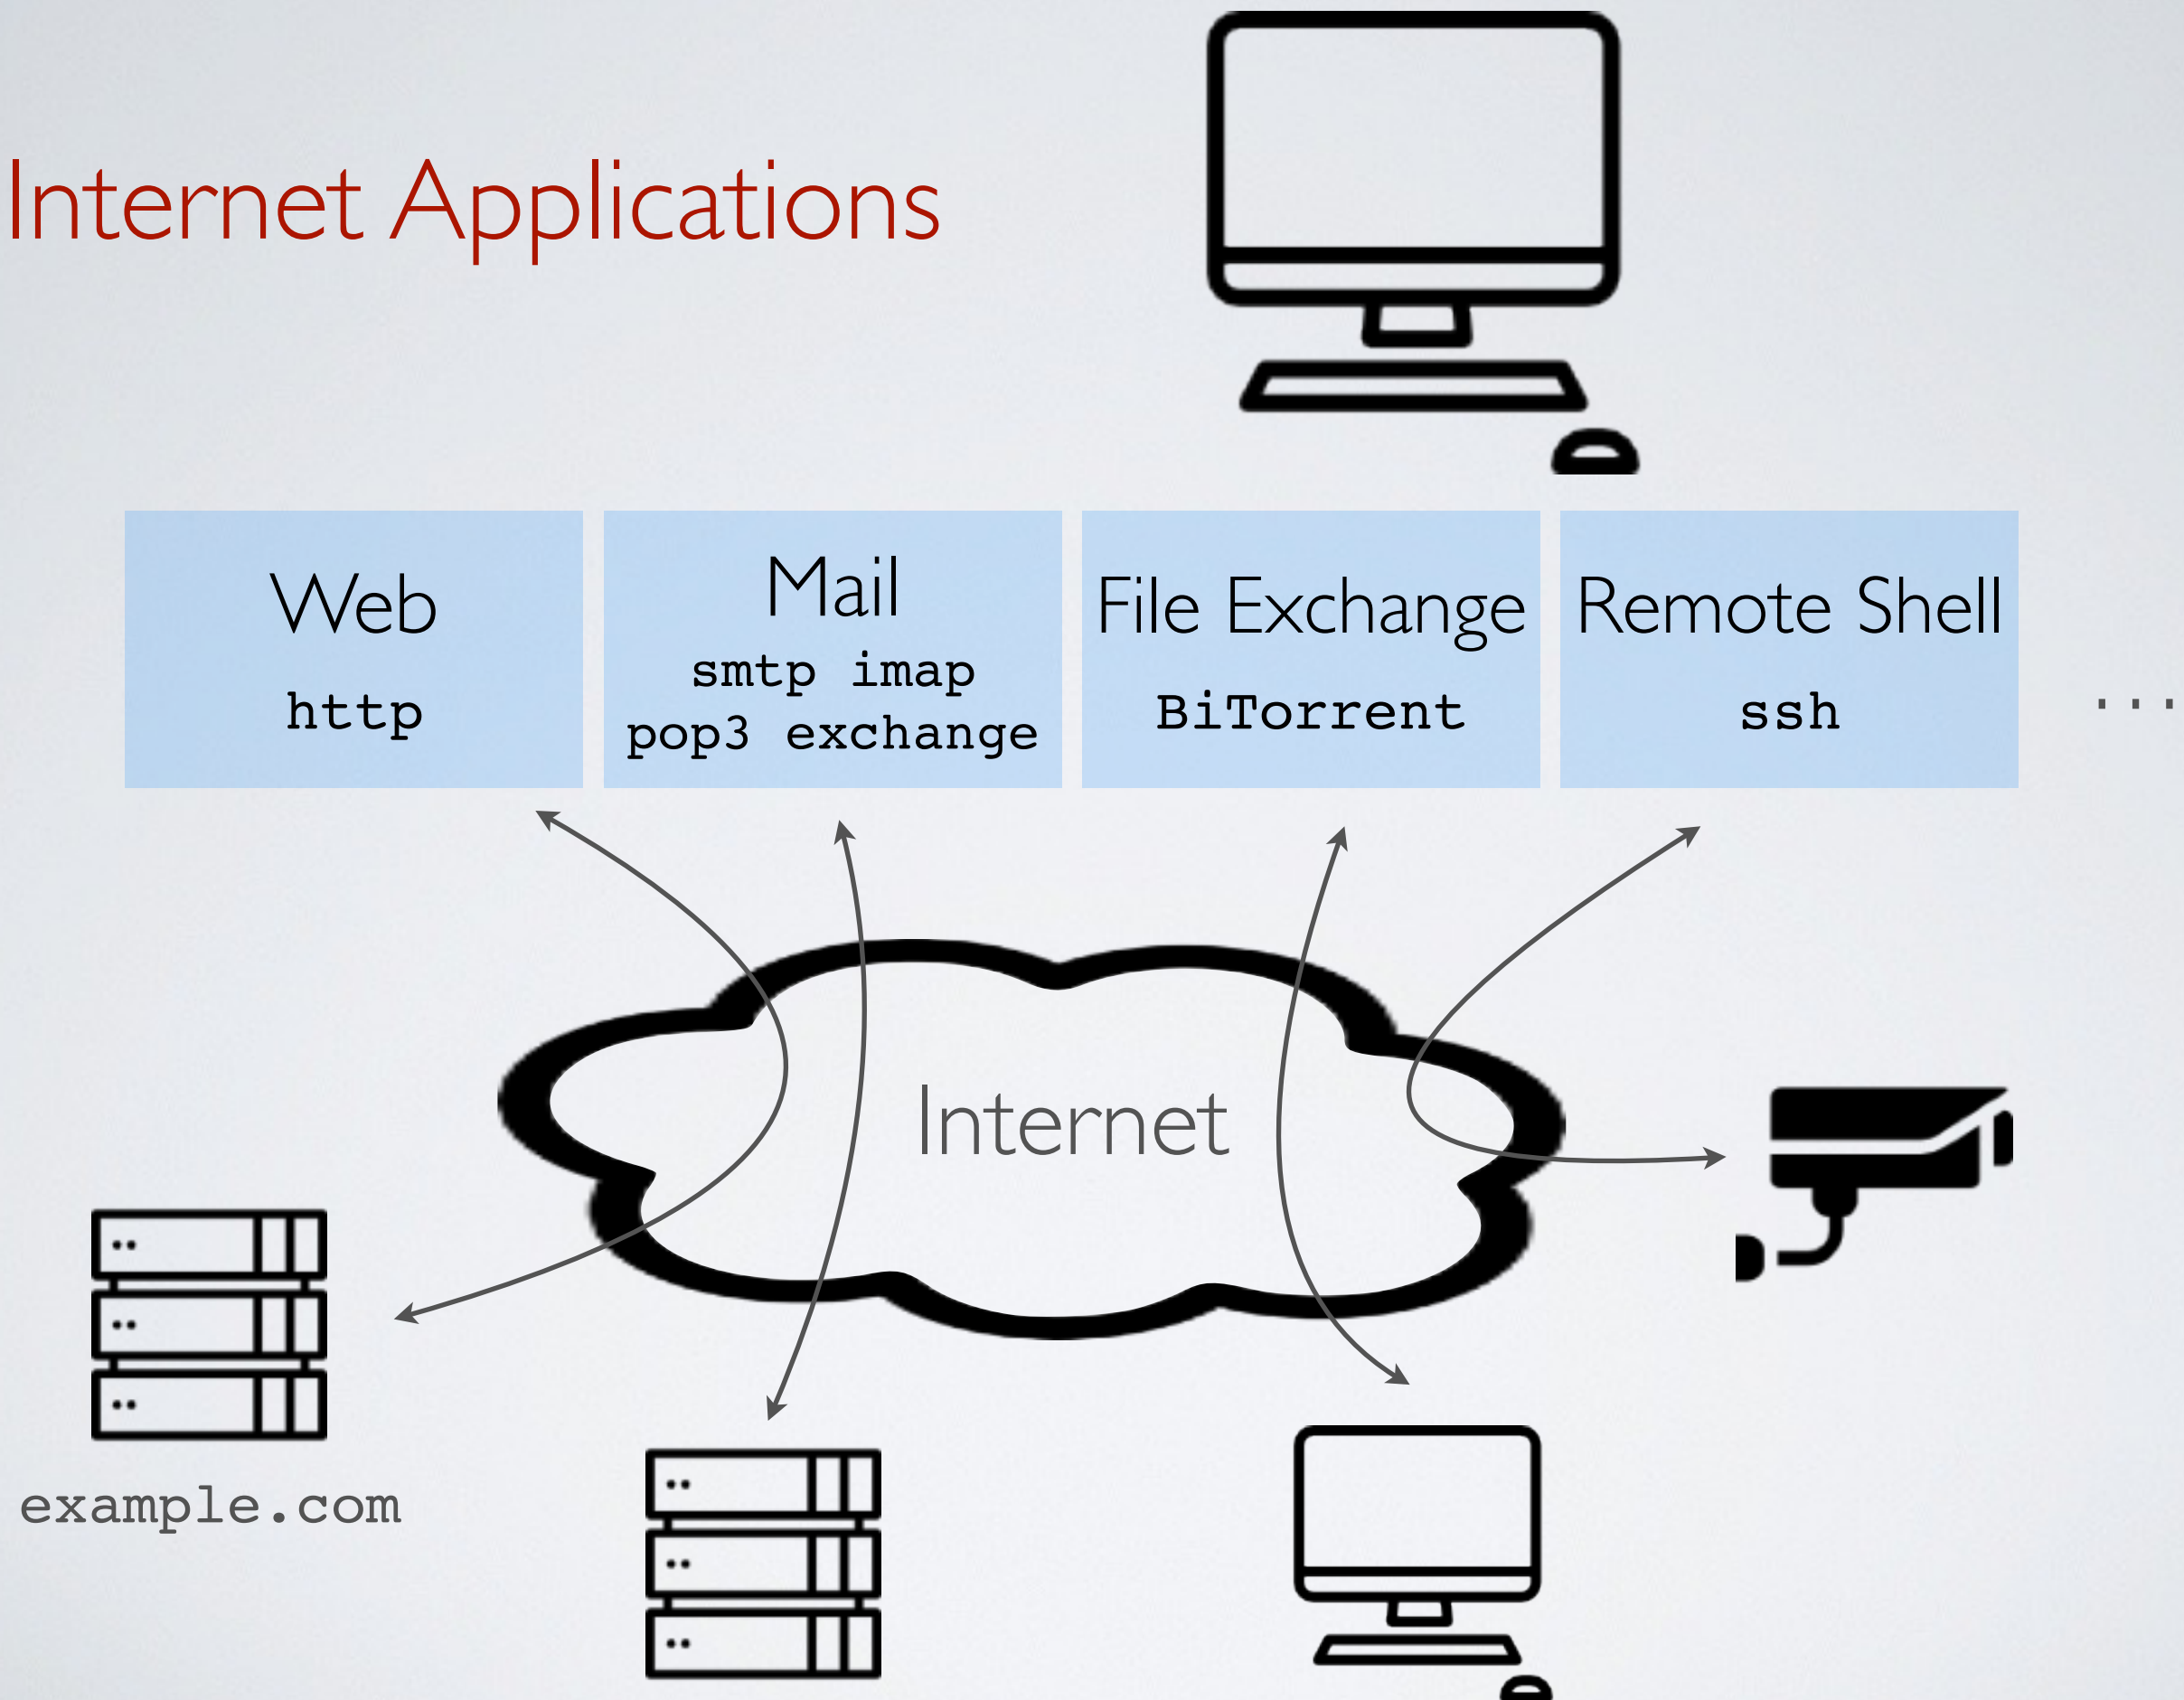 Internet Applications
Web
http
Mail
smtp imap
pop3 exchange
File Exchange
BiTorrent
Remote Shell
ssh
...
Internet
example.com